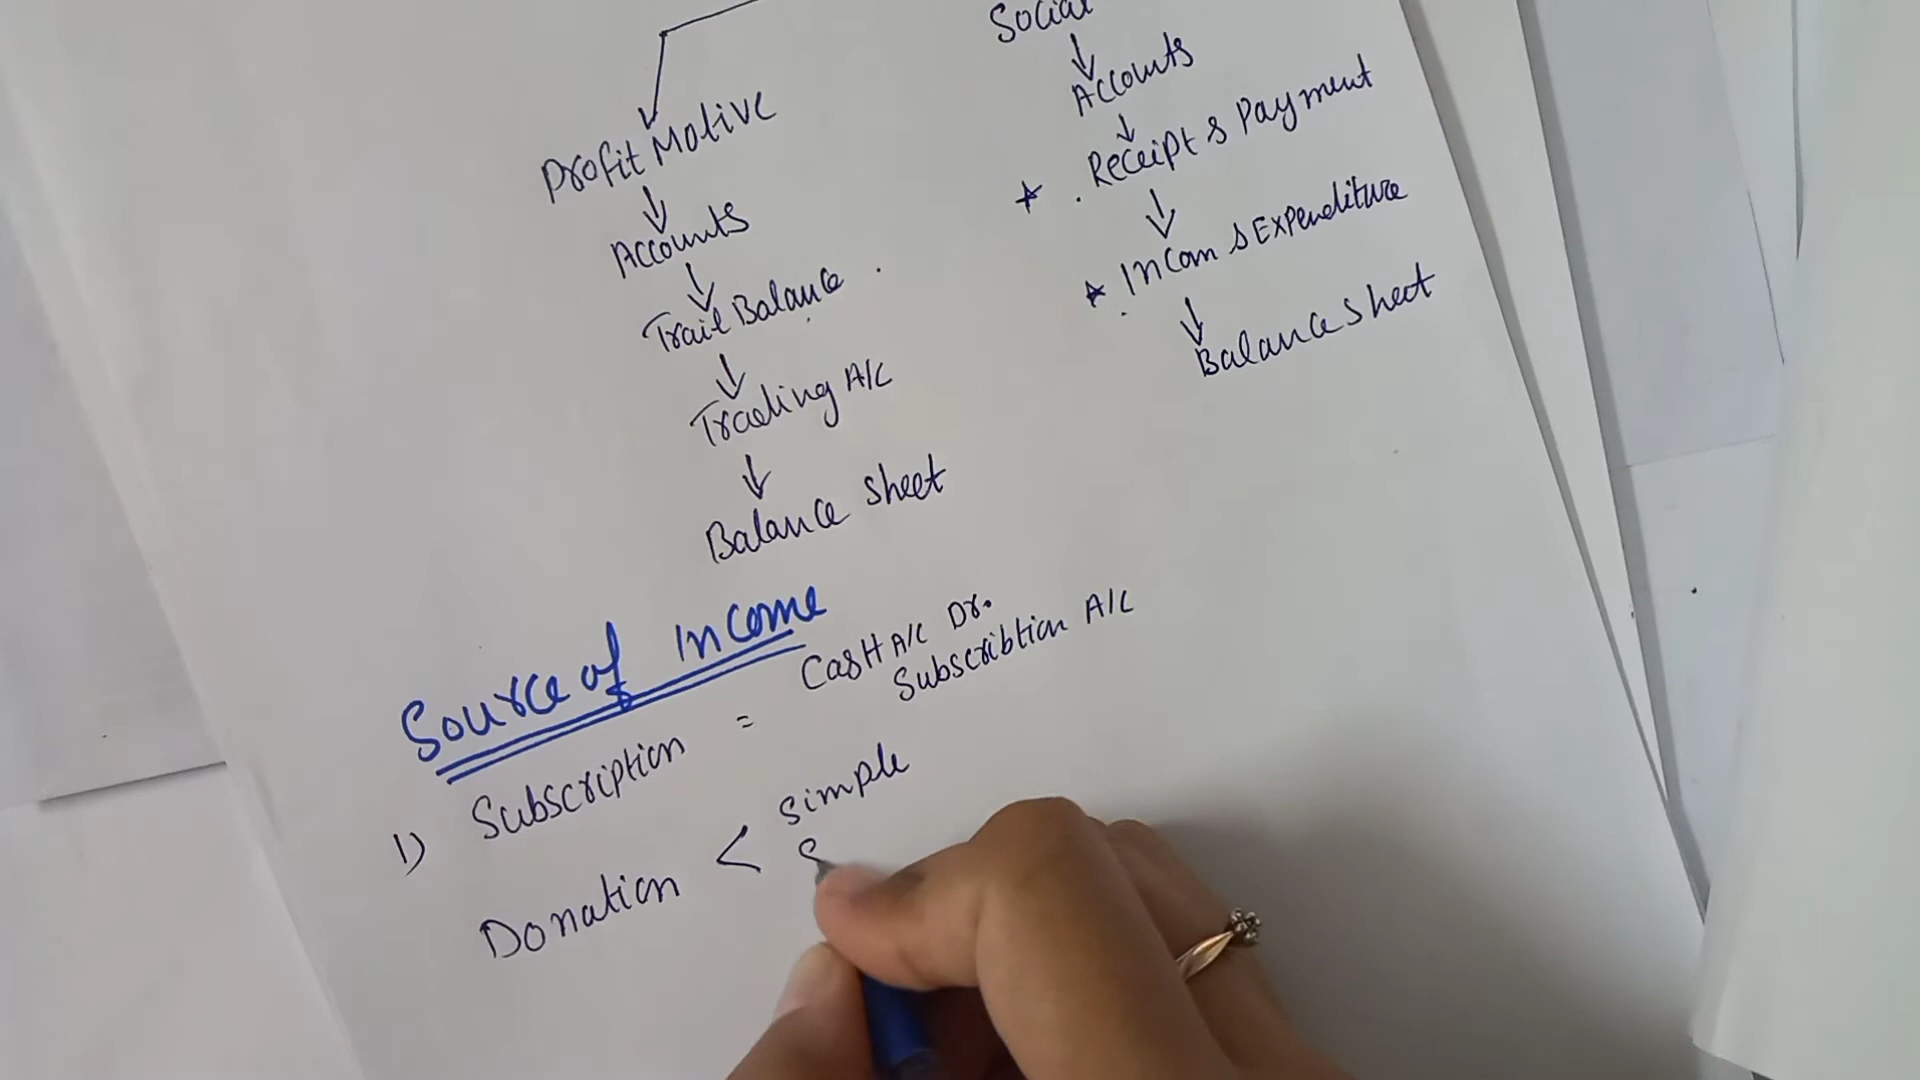 Profit Motive
↓
Accounts
↓
Trail Balance
↓
Trading A/C
↓
Balance Sheet
Social
↓
Accounts
↓
* Receipt & Payment
↓
* Incom & Expenditure
↓
Balance sheet
Source of Income
1) Subscription = Cash A/C Dr.
Subscribtion A/C
Donation < Simple
S